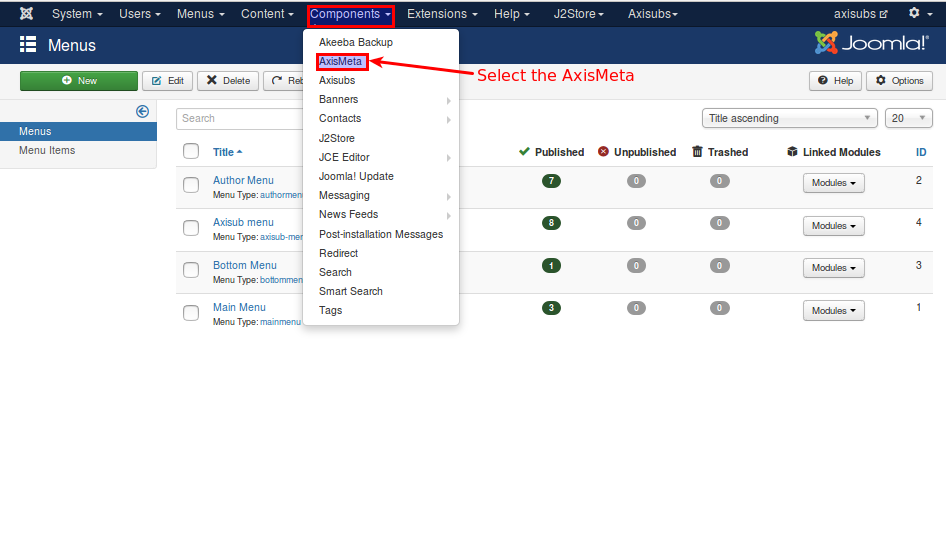 System Users Menus Content Components Extensions Help J2Store Axisubs axisubs
Menus Joomla!®
New Edit Delete Reb Help Options
Menus
Menu Items
Search Title ascending 20
Title Published Unpublished Trashed Linked Modules ID
Author Menu 7 0 0 Modules 2
Menu Type: authormenu
Axisub menu 8 0 0 Modules 4
Menu Type: axisub-men
Bottom Menu 1 0 0 Modules 3
Menu Type: bottommen
Main Menu 3 0 0 Modules 1
Menu Type: mainmenu
Akeeba Backup
AxisMeta
Axisubs
Banners
Contacts
J2Store
JCE Editor
Joomla! Update
Messaging
News Feeds
Post-installation Messages
Redirect
Search
Smart Search
Tags
Select the AxisMeta